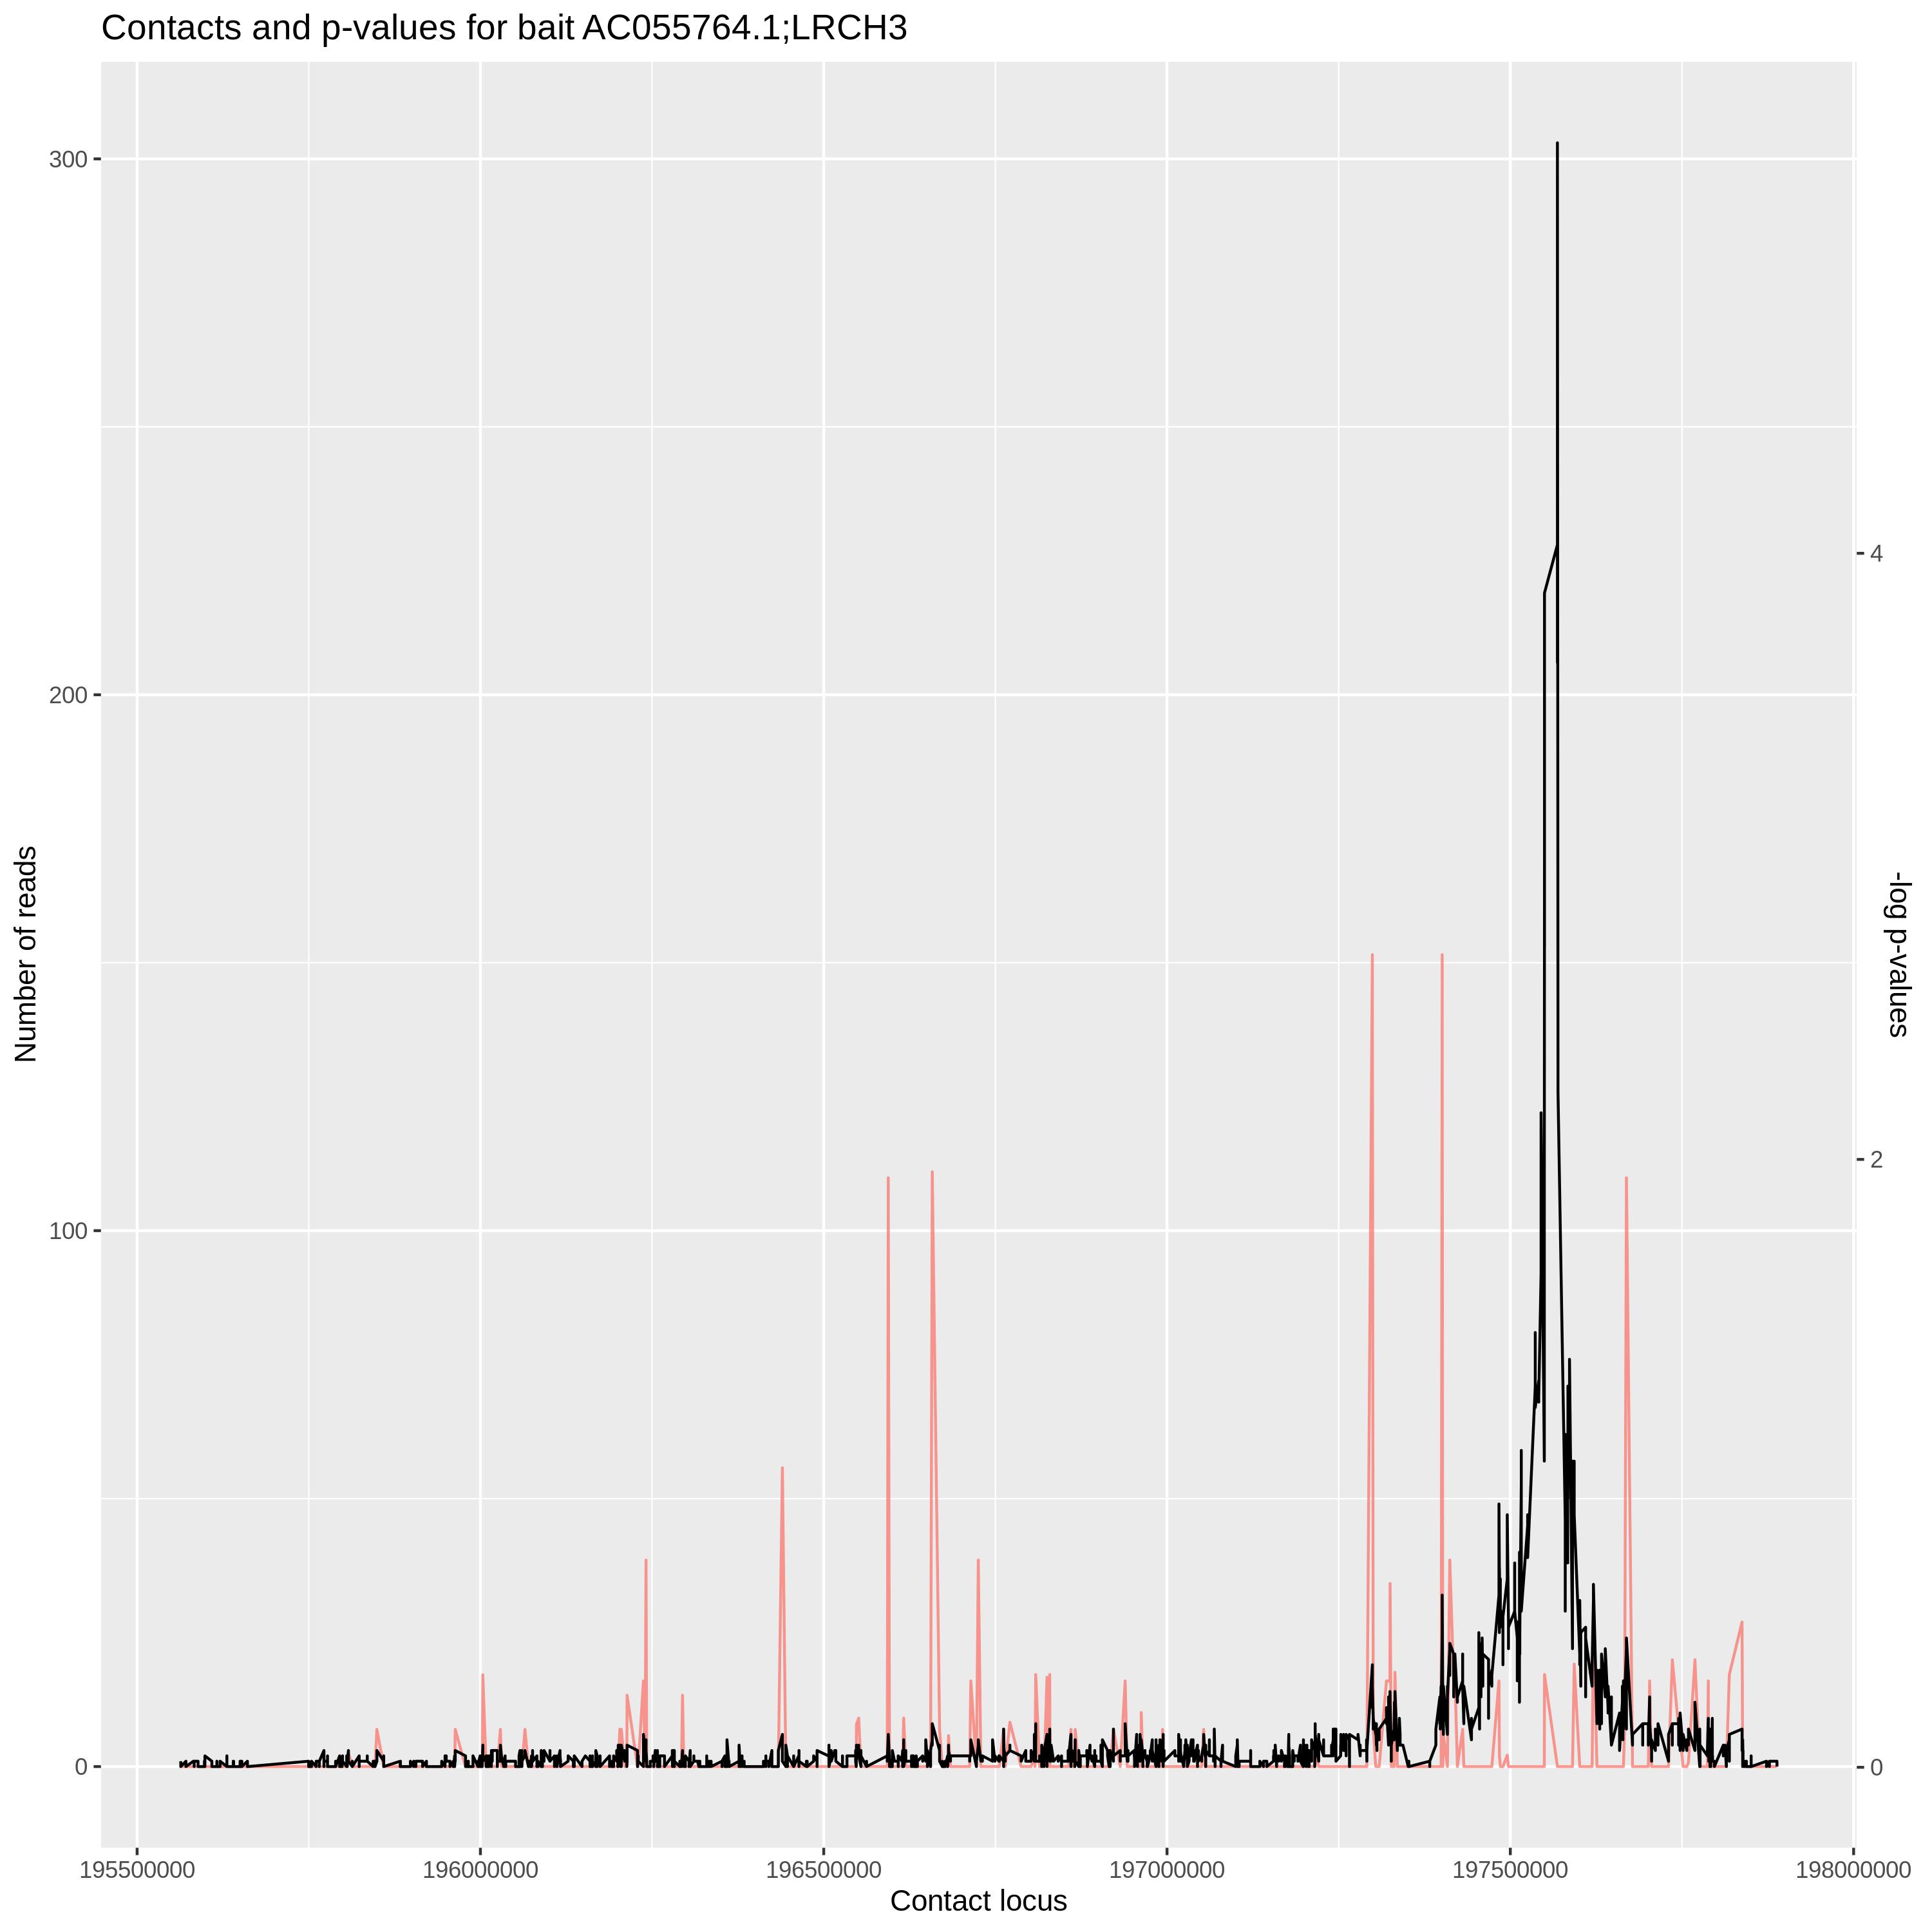 Contacts and p-values for bait AC055764.1;LRCH3
300
200
100
0
Number of reads
4
2
0
-log p-values
195500000 196000000 196500000 197000000 197500000 198000000
Contact locus